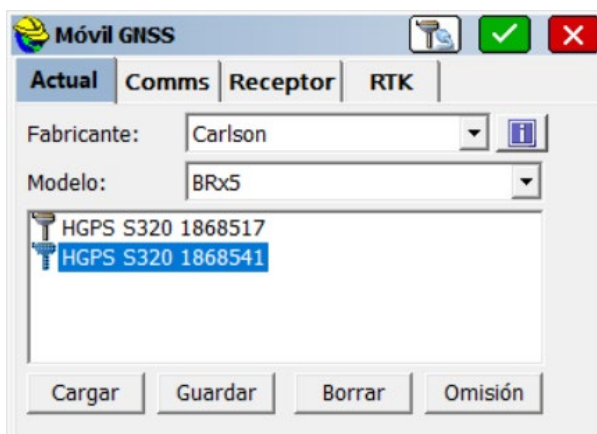 Móvil GNSS
Actual Comms Receptor RTK
Fabricante: Carlson
Modelo: BRx5
HGPS S320 1868517
HGPS S320 1868541
Cargar Guardar Borrar Omisión